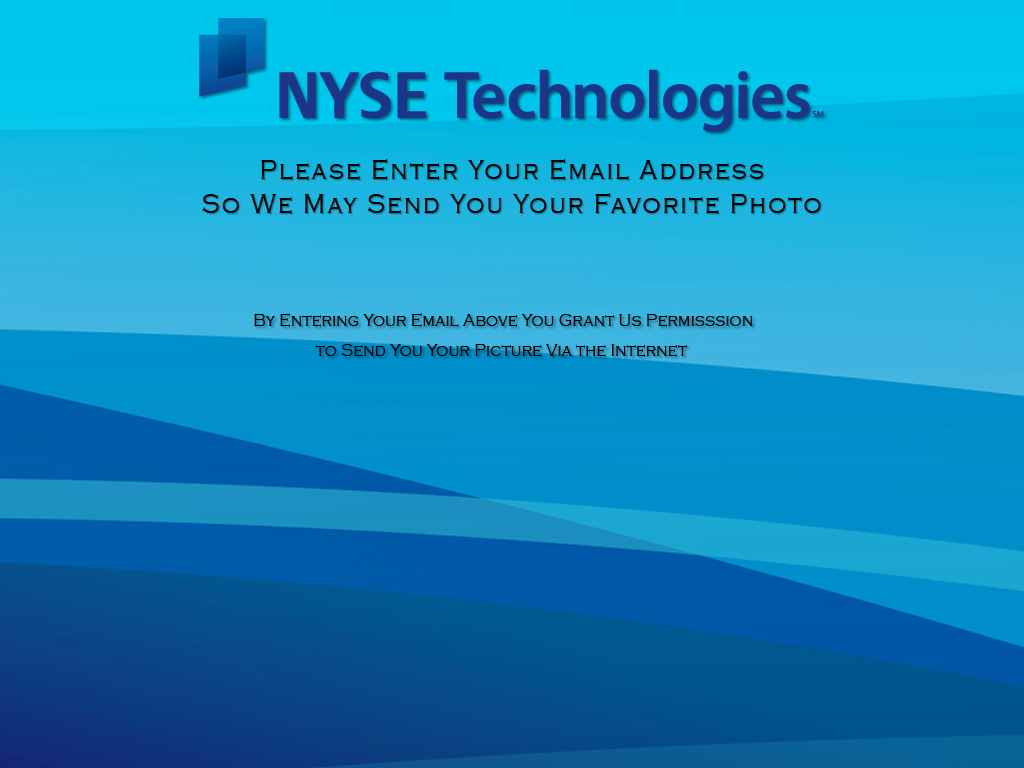 NYSE Technologies SM
Please Enter Your Email Address
So We May Send You Your Favorite Photo
By Entering Your Email Above You Grant Us Permisssion
to Send You Your Picture Via the Internet